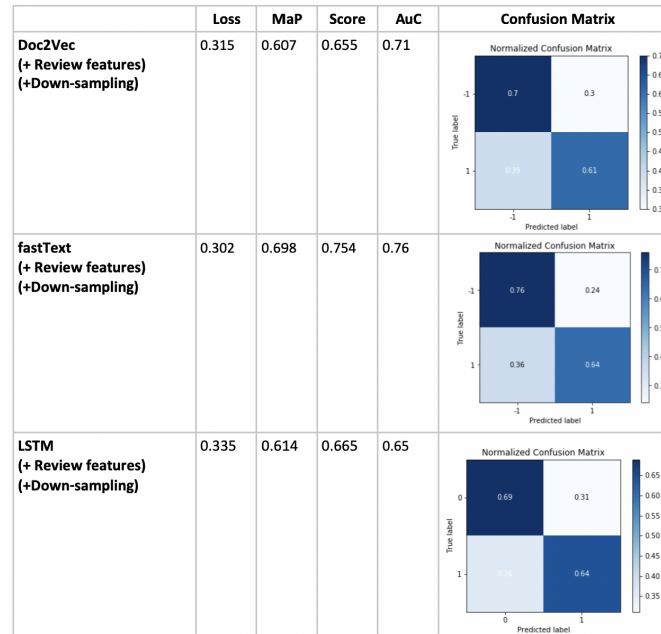 Loss MaP Score AuC Confusion Matrix
Doc2Vec 0.315 0.607 0.655 0.71
(+ Review features)
(+Down-sampling)
Normalized Confusion Matrix
-1 0.7 0.3
1 0.39 0.61
-1 1
True label
Predicted label
fastText 0.302 0.698 0.754 0.76
(+ Review features)
(+Down-sampling)
Normalized Confusion Matrix
-1 0.76 0.24
1 0.36 0.64
-1 1
True label
Predicted label
LSTM 0.335 0.614 0.665 0.65
(+ Review features)
(+Down-sampling)
Normalized Confusion Matrix
0 0.69 0.31
1 0.64
0 1
True label
Predicted label
0.65
0.60
0.55
0.50
0.45
0.40
0.35